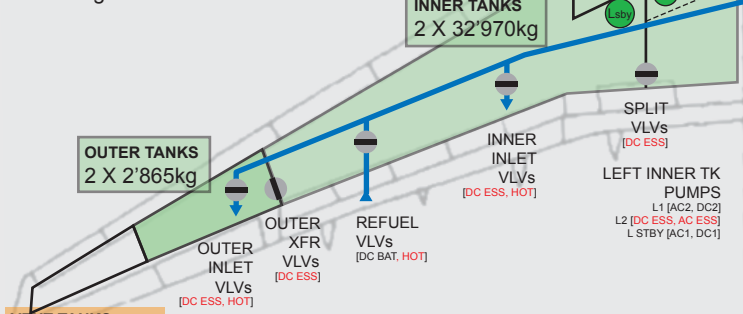 INNER TANKS
2 X 32'970kg
Lsby
OUTER TANKS
2 X 2'865kg
SPLIT
VLVs
[DC ESS]
INNER
INLET
VLVs
[DC ESS, HOT]
LEFT INNER TK
PUMPS
L1 [AC2, DC2]
L2 [DC ESS, AC ESS]
L STBY [AC1, DC1]
REFUEL
VLVs
[DC BAT, HOT]
OUTER
XFR
VLVs
[DC ESS]
OUTER
INLET
VLVs
[DC ESS, HOT]